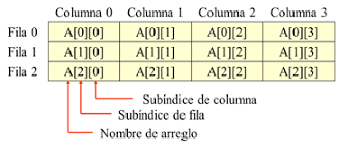 Columna 0 Columna 1 Columna 2 Columna 3
Fila 0 A[0][0] A[0][1] A[0][2] A[0][3]
Fila 1 A[1][0] A[1][1] A[1][2] A[1][3]
Fila 2 A[2][0] A[2][1] A[2][2] A[2][3]
Subíndice de columna
Subíndice de fila
Nombre de arreglo